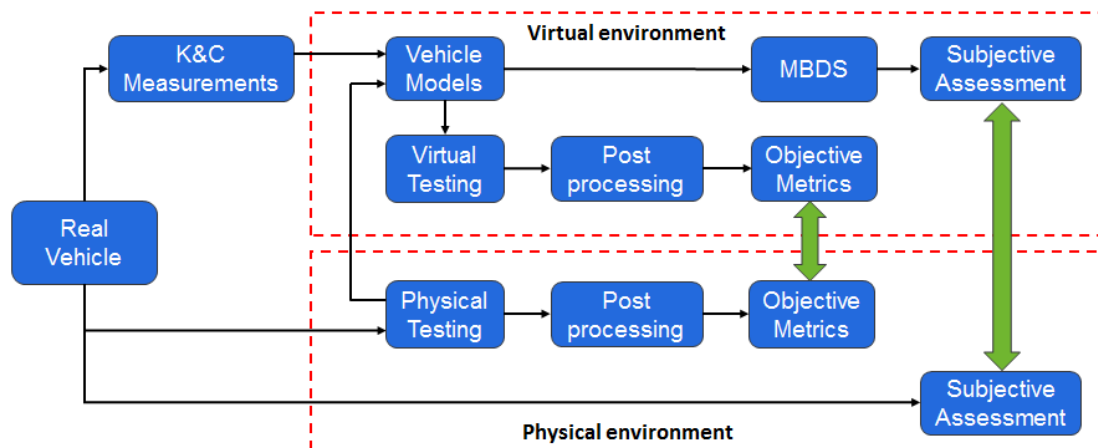 Virtual environment
K&C
Measurements
Vehicle
Models
MBDS
Subjective
Assessment
Virtual
Testing
Post
processing
Objective
Metrics
Real
Vehicle
Physical
Testing
Post
processing
Objective
Metrics
Subjective
Assessment
Physical environment